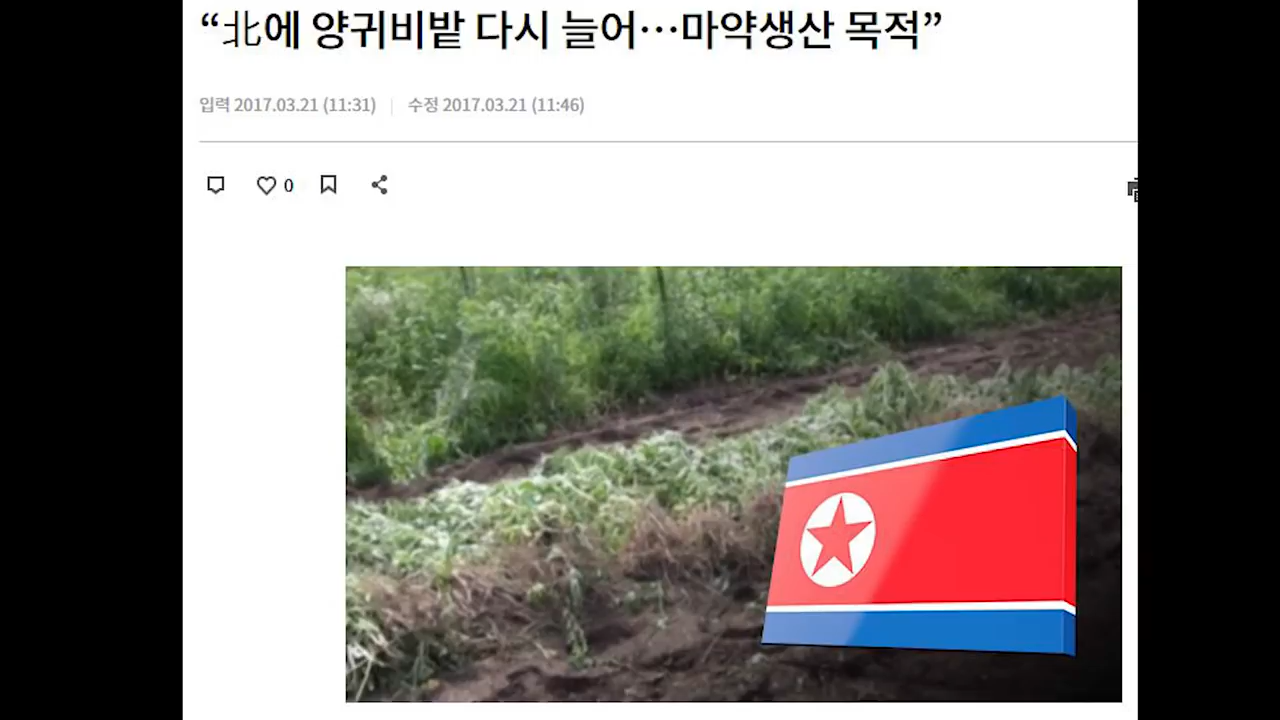 “北에 양귀비밭 다시 늘어…마약생산 목적”
입력 2017.03.21 (11:31) | 수정 2017.03.21 (11:46)
0